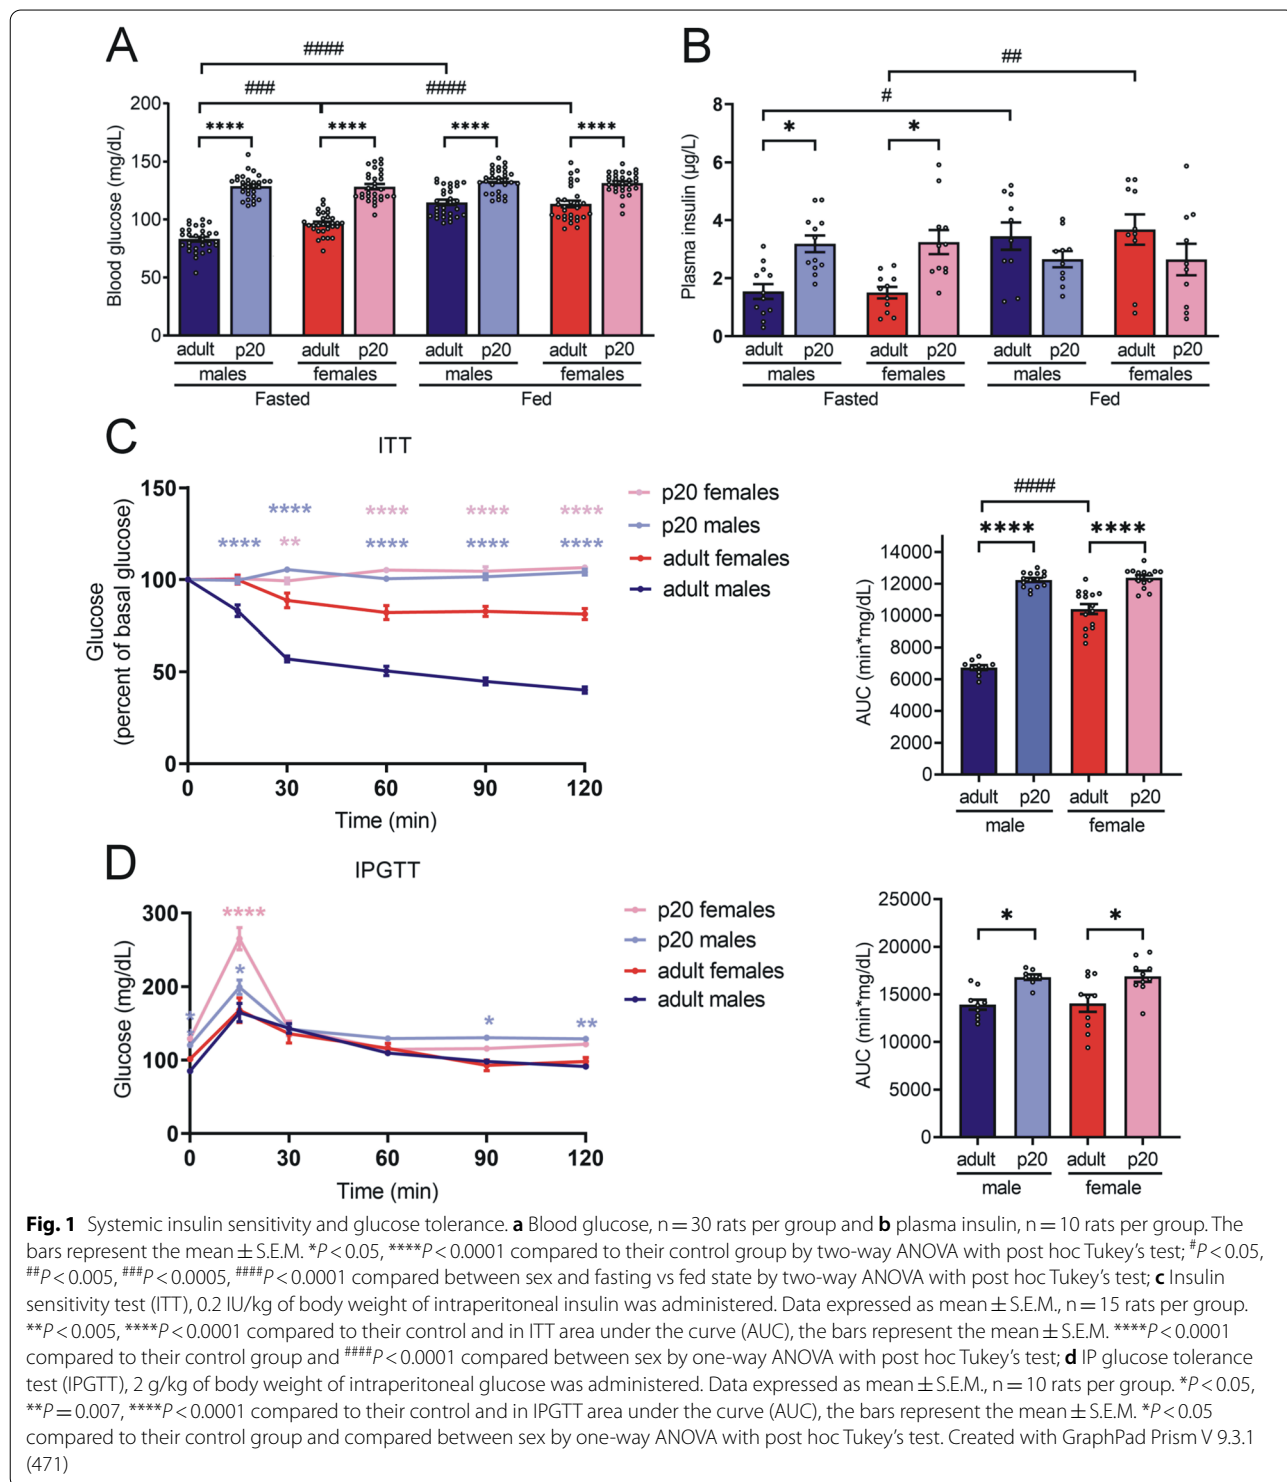 A
####
###
####
****
****
****
****
200
150
100
50
0
Blood glucose (mg/dL)
adult p20 adult p20 adult p20 adult p20
males females males females
Fasted Fed
B
##
#
*
*
8
6
4
2
0
Plasma insulin (µg/L)
adult p20 adult p20 adult p20 adult p20
males females males females
Fasted Fed
C
ITT
150
100
50
0
Glucose
(percent of basal glucose)
**** **** **** ****
**** ** **** **** ****
0 30 60 90 120
Time (min)
p20 females
p20 males
adult females
adult males
####
**** ****
14000
12000
10000
8000
6000
4000
2000
0
AUC (min*mg/dL)
adult p20 adult p20
male female
D
IPGTT
300
200
100
0
Glucose (mg/dL)
****
*
* * **
0 30 60 90 120
Time (min)
p20 females
p20 males
adult females
adult males
* *
25000
20000
15000
10000
5000
0
AUC (min*mg/dL)
adult p20 adult p20
male female
Fig. 1 Systemic insulin sensitivity and glucose tolerance. a Blood glucose, n = 30 rats per group and b plasma insulin, n = 10 rats per group. The
bars represent the mean ± S.E.M. *P < 0.05, ****P < 0.0001 compared to their control group by two-way ANOVA with post hoc Tukey's test; #P < 0.05,
##P < 0.005, ###P < 0.0005, ####P < 0.0001 compared between sex and fasting vs fed state by two-way ANOVA with post hoc Tukey's test; c Insulin
sensitivity test (ITT), 0.2 IU/kg of body weight of intraperitoneal insulin was administered. Data expressed as mean ± S.E.M., n = 15 rats per group.
**P < 0.005, ****P < 0.0001 compared to their control and in ITT area under the curve (AUC), the bars represent the mean ± S.E.M. ****P < 0.0001
compared to their control group and ####P < 0.0001 compared between sex by one-way ANOVA with post hoc Tukey's test; d IP glucose tolerance
test (IPGTT), 2 g/kg of body weight of intraperitoneal glucose was administered. Data expressed as mean ± S.E.M., n = 10 rats per group. *P < 0.05,
**P = 0.007, ****P < 0.0001 compared to their control and in IPGTT area under the curve (AUC), the bars represent the mean ± S.E.M. *P < 0.05
compared to their control group and compared between sex by one-way ANOVA with post hoc Tukey's test. Created with GraphPad Prism V 9.3.1
(471)